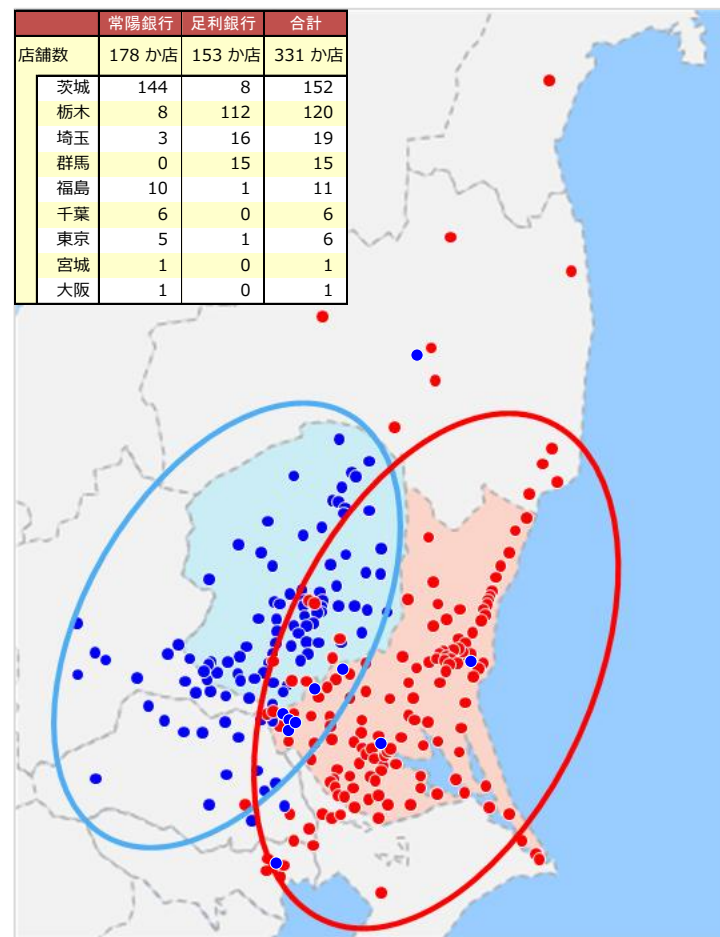 常陽銀行 足利銀行 合計
店舗数 178 か店 153 か店 331 か店
茨城 144 8 152
栃木 8 112 120
埼玉 3 16 19
群馬 0 15 15
福島 10 1 11
千葉 6 0 6
東京 5 1 6
宮城 1 0 1
大阪 1 0 1